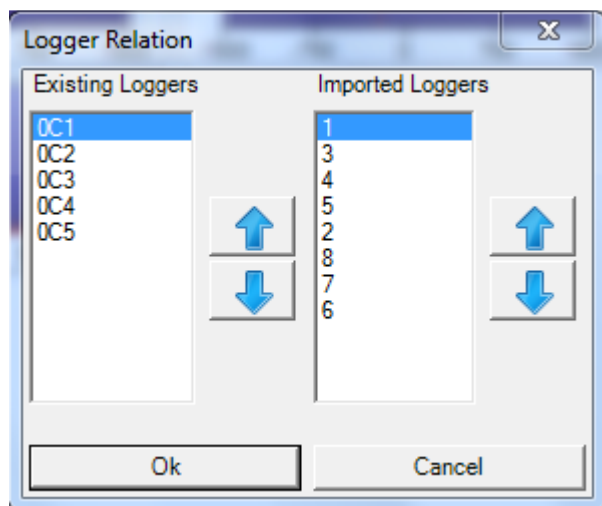 Logger Relation
Existing Loggers
0C1
0C2
0C3
0C4
0C5
Imported Loggers
1
3
4
5
2
8
7
6
Ok
Cancel